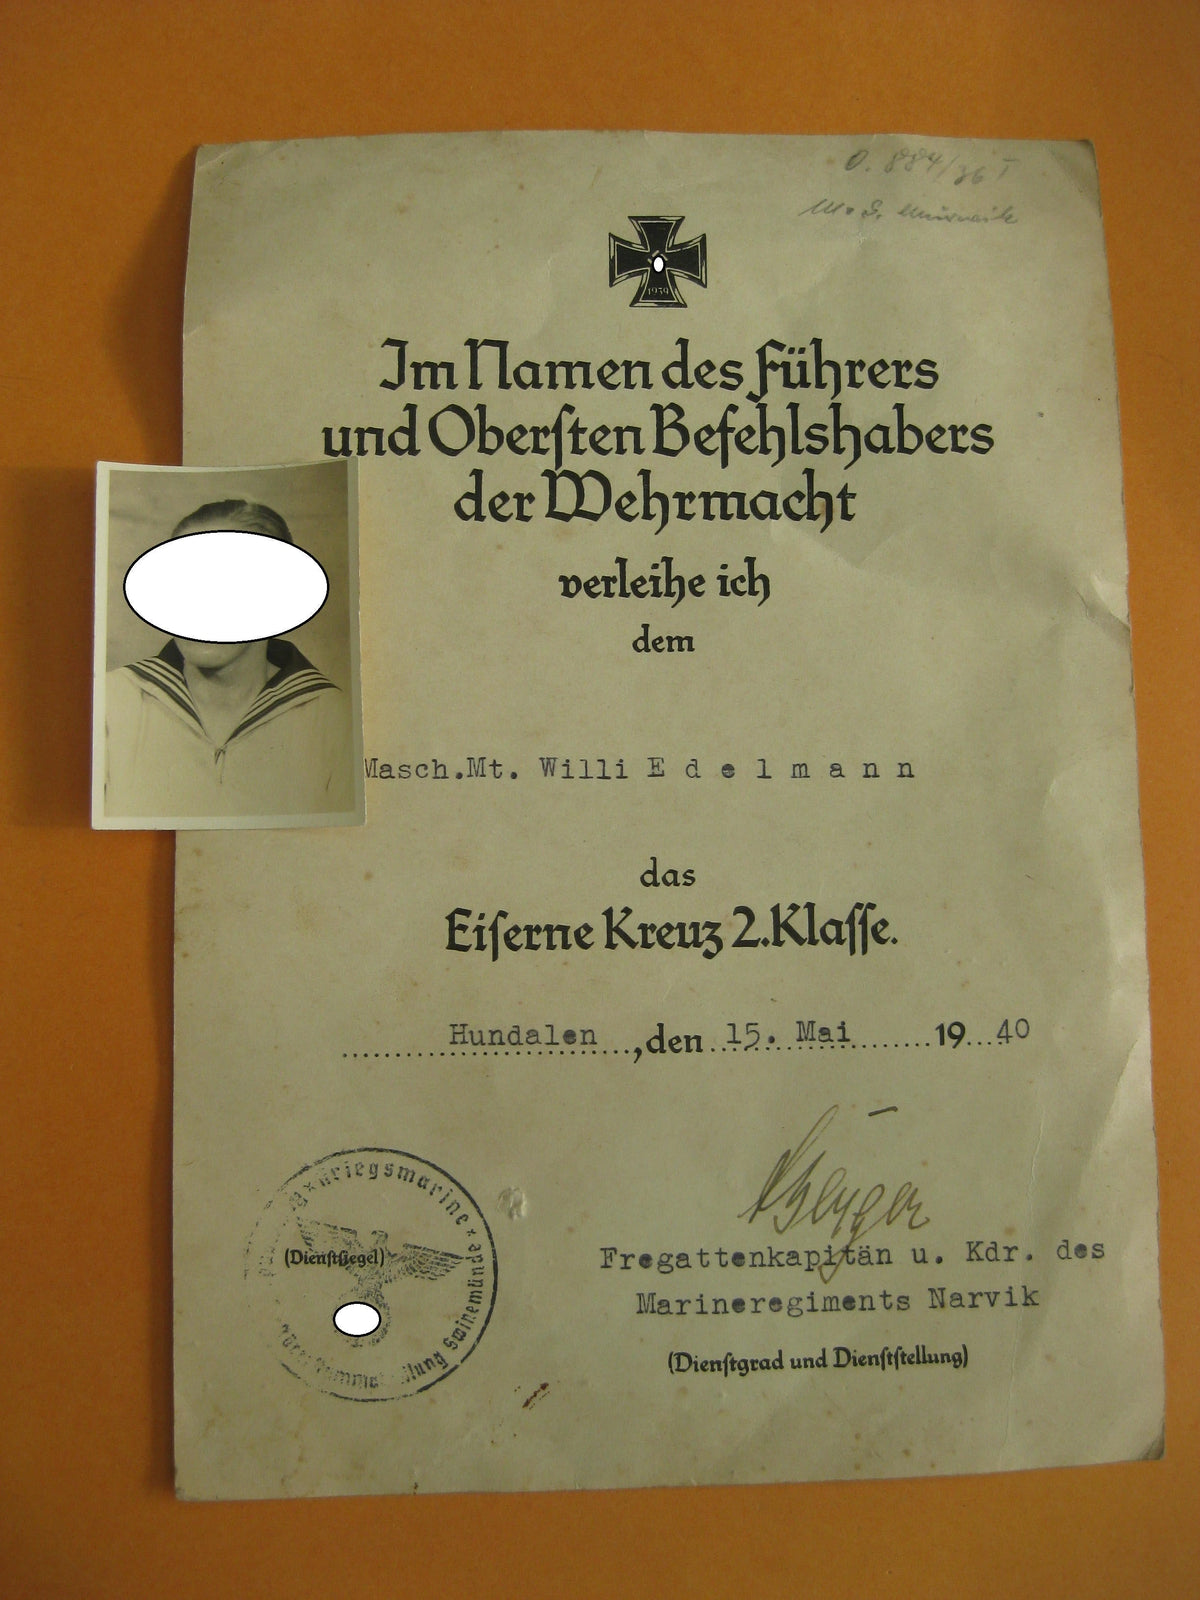 O. 884/36 I
1939
Im Namen des Führers
und Oberſten Befehlshabers
der Wehrmacht
verleihe ich
dem
Masch.Mt. Willi E d e l m a n n
das
Eiſerne Kreuz 2.Klaſſe.
Hundalen ,den 15. Mai 19 40
Berger
Fregattenkapitän u. Kdr. des
Marineregiments Narvik
(Dienſtgrad und Dienſtſtellung)
Kriegsmarine
(Dienſtſiegel)
Swinemünde